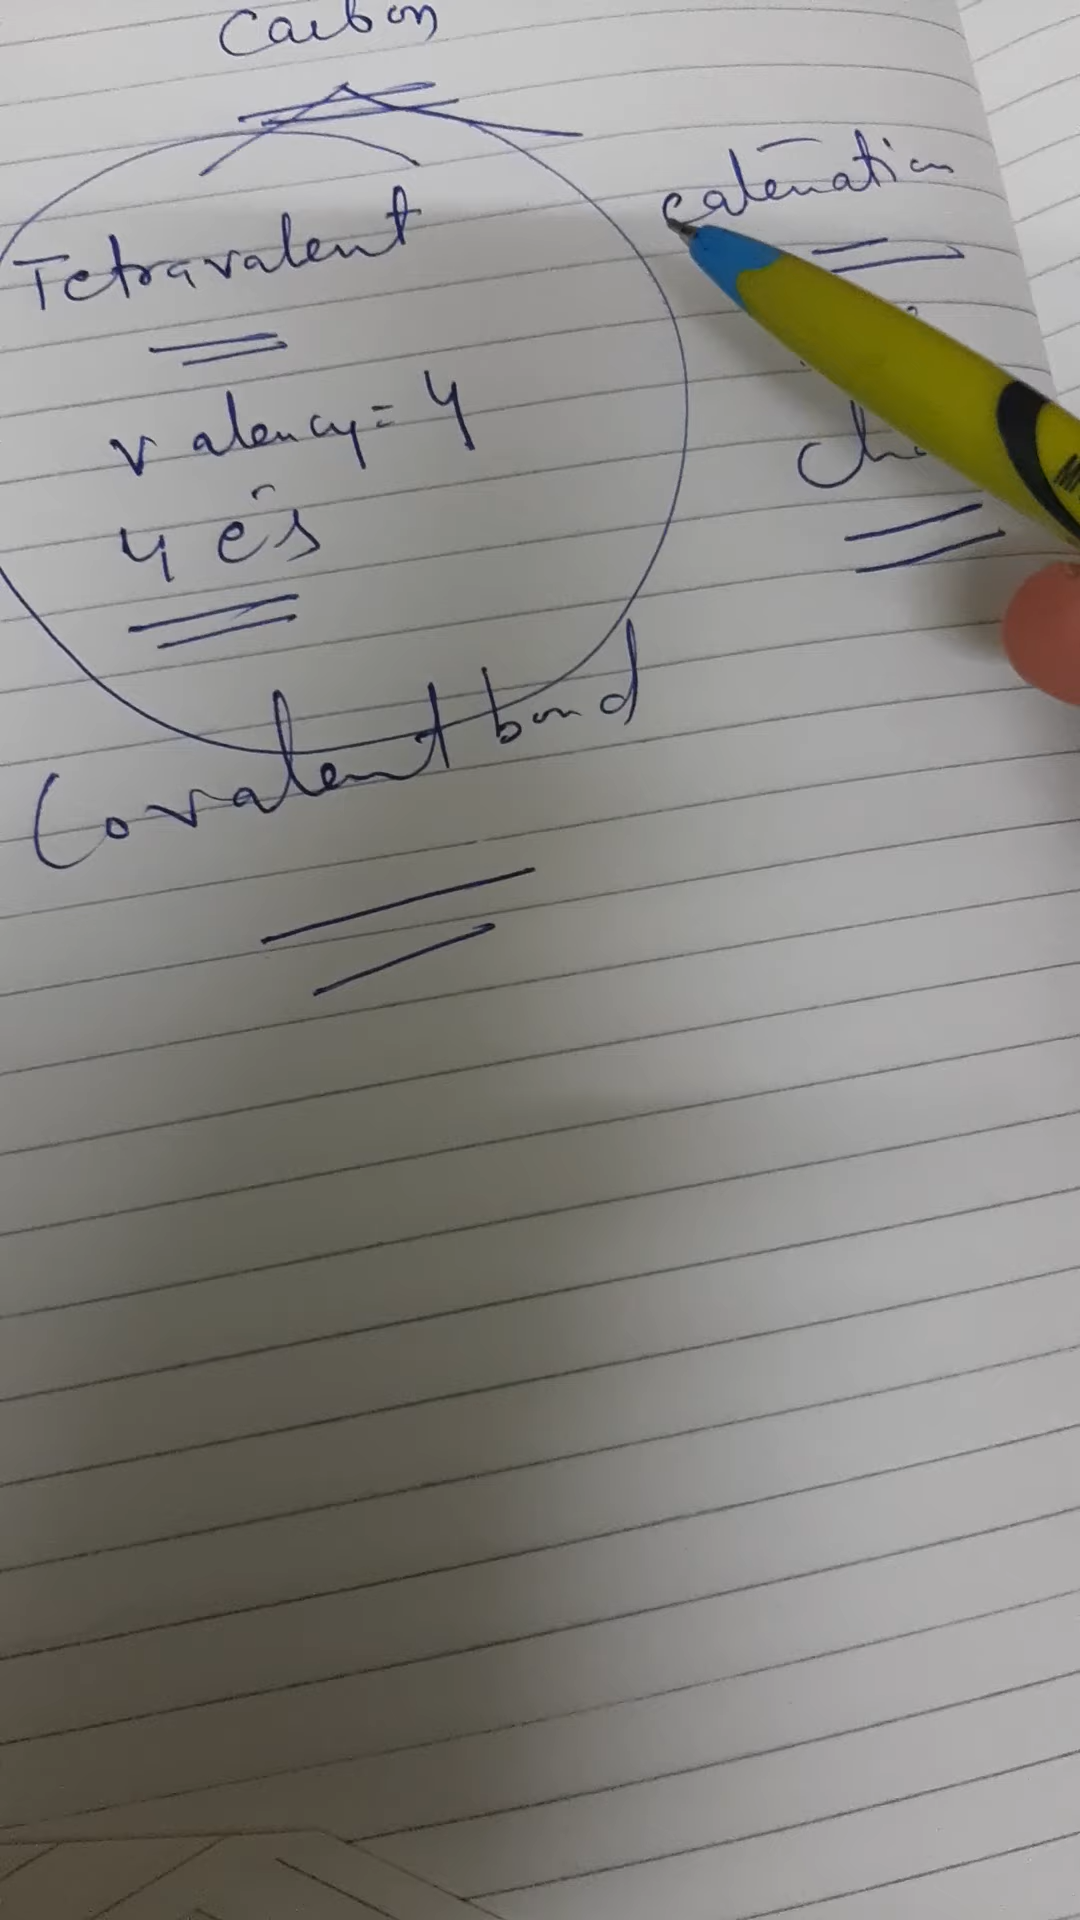 Carbon
Tetravalent
valency = 4
4 e-s
Covalent bond
catenation